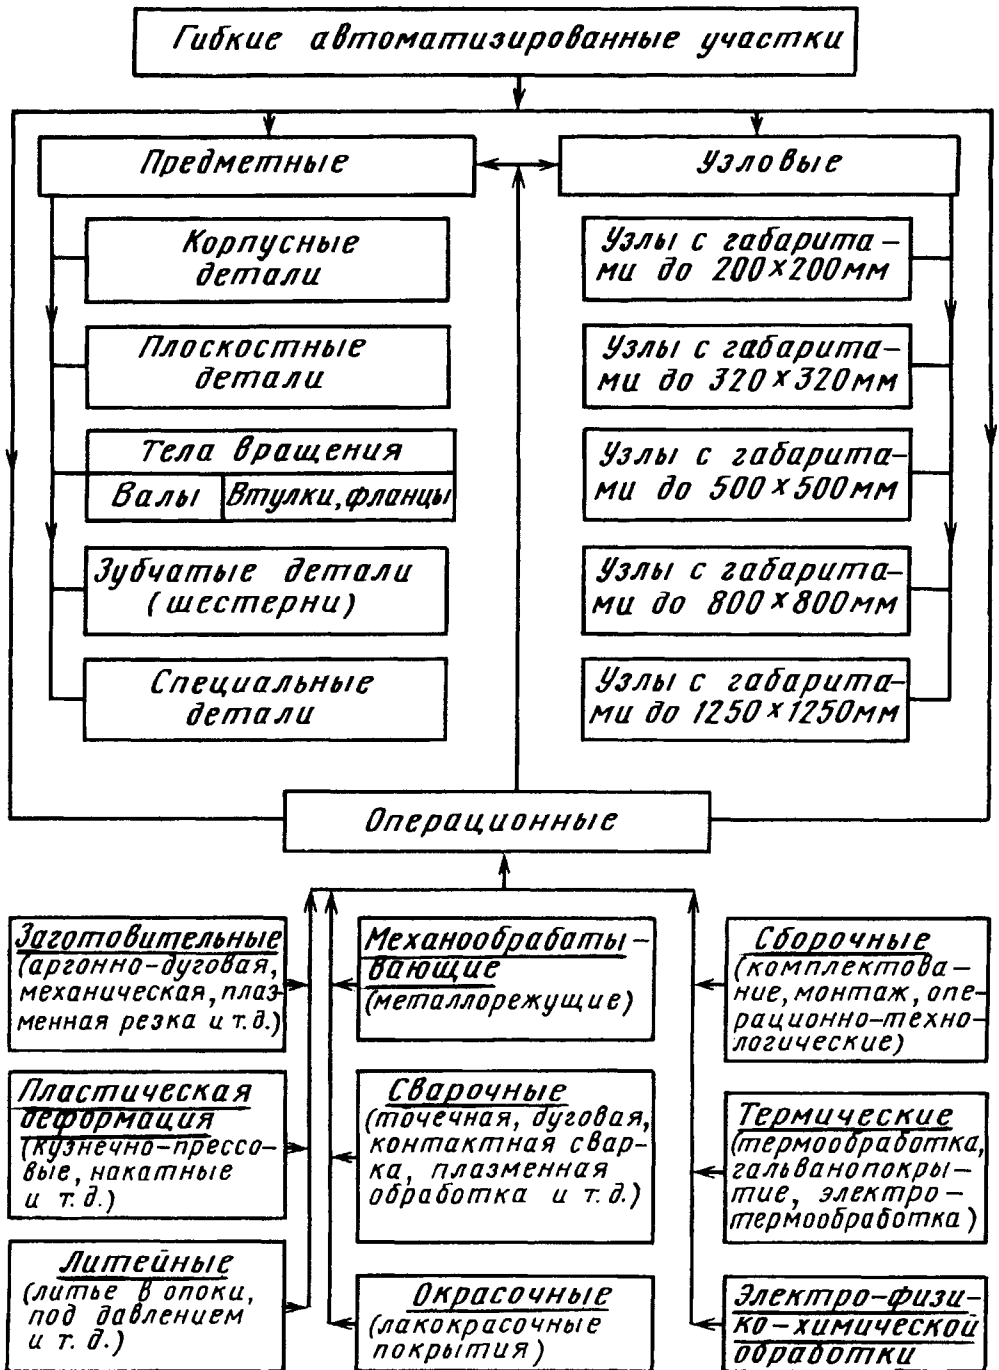 Гибкие автоматизированные участки
Предметные
Узловые
Корпусные
детали
Плоскостные
детали
Тела вращения
Валы
Втулки, фланцы
Зубчатые детали
(шестерни)
Специальные
детали
Узлы с габарита-
ми до 200×200мм
Узлы с габарита-
ми до 320×320мм
Узлы с габарита-
ми до 500×500мм
Узлы с габарита-
ми до 800×800мм
Узлы с габарита-
ми до 1250×1250мм
Операционные
Заготовительные
(аргонно-дуговая,
механическая, плаз-
менная резка и т.д.)
Пластическая
деформация
(кузнечно-прессо-
вые, накатные
и т.д.)
Литейные
(литье в опоки,
под давлением
и т. д.)
Механообрабаты-
вающие
(металлорежущие)
Сварочные
(точечная, дуговая,
контактная свар-
ка, плазменная
обработка и т.д.)
Окрасочные
(лакокрасочные
покрытия)
Сборочные
(комплектова-
ние, монтаж, опе-
рационно-техно-
логические)
Термические
(термообработка,
гальванопокры-
тие, электро-
термообработка)
Электро-физи-
ко-химической
обработки